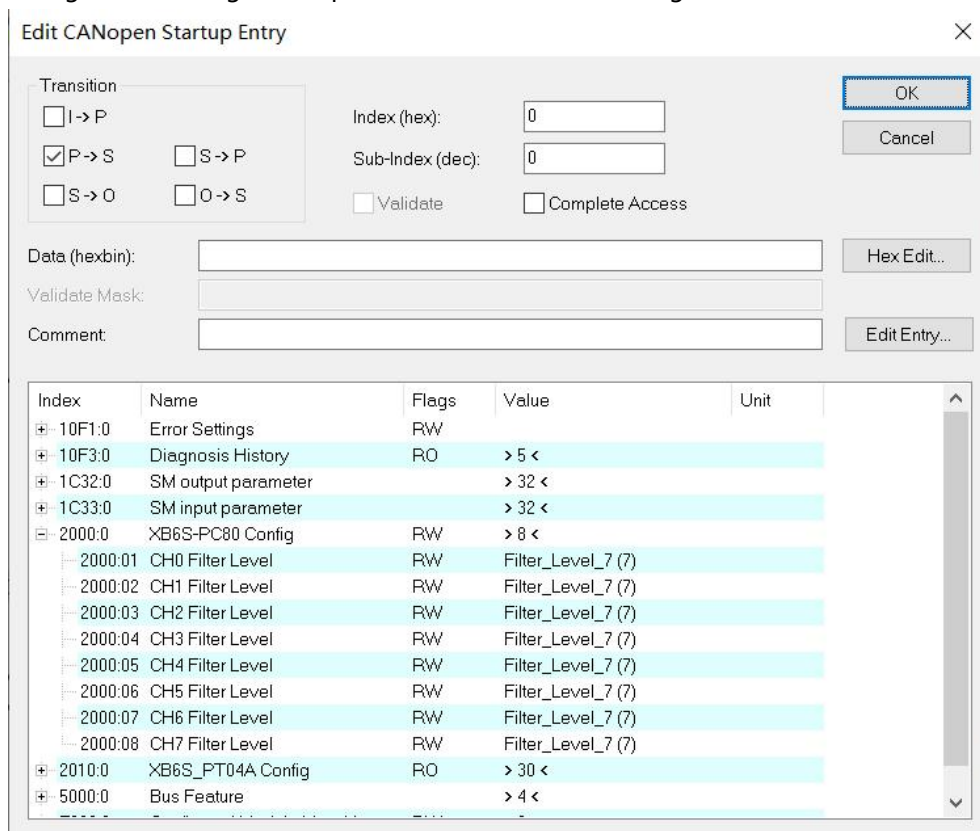 Edit CANopen Startup Entry
Transition
I -> P
P -> S
S -> P
S -> O
O -> S
Index (hex): 0
Sub-Index (dec): 0
Validate
Complete Access
OK
Cancel
Data (hexbin):
Hex Edit...
Validate Mask:
Comment:
Edit Entry...
Index Name Flags Value Unit
10F1:0 Error Settings RW
10F3:0 Diagnosis History RO > 5 <
1C32:0 SM output parameter > 32 <
1C33:0 SM input parameter > 32 <
2000:0 XB6S-PC80 Config RW > 8 <
2000:01 CH0 Filter Level RW Filter_Level_7 (7)
2000:02 CH1 Filter Level RW Filter_Level_7 (7)
2000:03 CH2 Filter Level RW Filter_Level_7 (7)
2000:04 CH3 Filter Level RW Filter_Level_7 (7)
2000:05 CH4 Filter Level RW Filter_Level_7 (7)
2000:06 CH5 Filter Level RW Filter_Level_7 (7)
2000:07 CH6 Filter Level RW Filter_Level_7 (7)
2000:08 CH7 Filter Level RW Filter_Level_7 (7)
2010:0 XB6S_PT04A Config RO > 30 <
5000:0 Bus Feature > 4 <